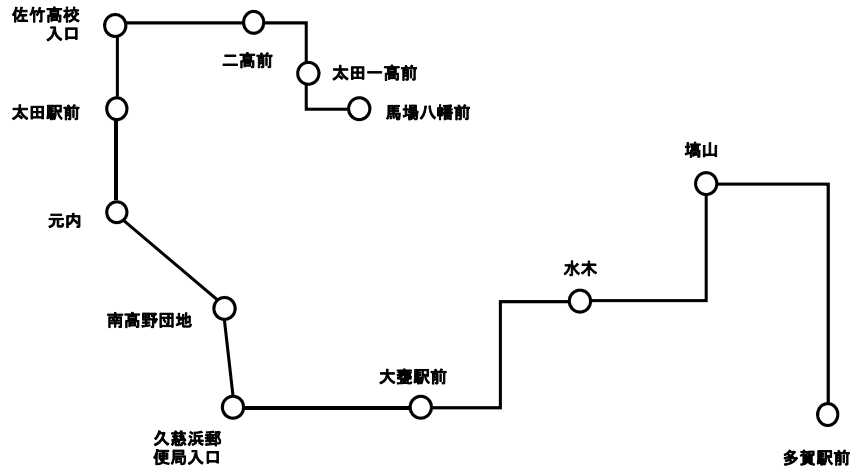 佐竹高校
入口
二高前
太田一高前
太田駅前
馬場八幡前
塙山
元内
水木
南高野団地
大甕駅前
久慈浜郵
便局入口
多賀駅前